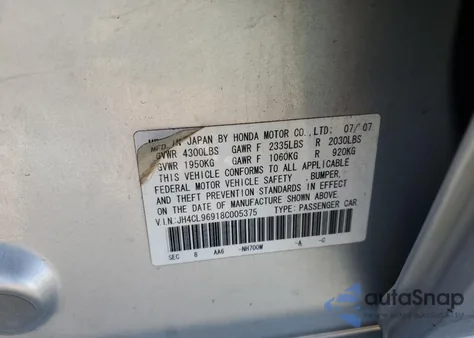 MFD. IN JAPAN BY HONDA MOTOR CO., LTD. 07/'07
GVWR 4300LBS GAWR F 2335LBS R 2030LBS
GVWR 1950KG GAWR F 1060KG R 920KG
THIS VEHICLE CONFORMS TO ALL APPLICABLE
FEDERAL MOTOR VEHICLE SAFETY, BUMPER,
AND THEFT PREVENTION STANDARDS IN EFFECT
ON THE DATE OF MANUFACTURE SHOWN ABOVE.
V.I.N:JH4CL96918C005375 TYPE: PASSENGER CAR
SEC 8 AA6 -NH700M -A -C
autoSnap